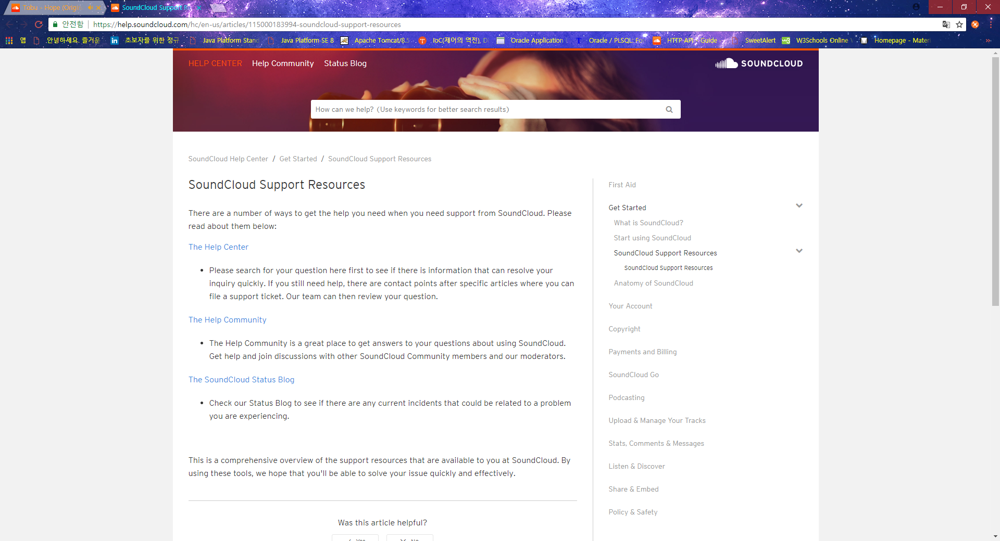 Tobu - Hope (Origi
SoundCloud Support R
안전함
https://help.soundcloud.com/hc/en-us/articles/115000183994-soundcloud-support-resources
앱
안녕하세요. 즐거운
초보자를 위한 정규
Java Platform Stand
Java Platform SE 8
Apache Tomcat/8.5
IoC(제어의 역전), D
Oracle Application
Oracle / PLSQL: Fo
HTTP API - Guide
SweetAlert
W3Schools Online
Homepage - Mater
HELP CENTER
Help Community
Status Blog
SOUNDCLOUD
How can we help? (Use keywords for better search results)
SoundCloud Help Center / Get Started / SoundCloud Support Resources
SoundCloud Support Resources
There are a number of ways to get the help you need when you need support from SoundCloud. Please
read about them below:
The Help Center
• Please search for your question here first to see if there is information that can resolve your
inquiry quickly. If you still need help, there are contact points after specific articles where you can
file a support ticket. Our team can then review your question.
The Help Community
• The Help Community is a great place to get answers to your questions about using SoundCloud.
Get help and join discussions with other SoundCloud Community members and our moderators.
The SoundCloud Status Blog
• Check our Status Blog to see if there are any current incidents that could be related to a problem
you are experiencing.
This is a comprehensive overview of the support resources that are available to you at SoundCloud. By
using these tools, we hope that you'll be able to solve your issue quickly and effectively.
Was this article helpful?
Yes
No
First Aid
Get Started
What is SoundCloud?
Start using SoundCloud
SoundCloud Support Resources
SoundCloud Support Resources
Anatomy of SoundCloud
Your Account
Copyright
Payments and Billing
SoundCloud Go
Podcasting
Upload & Manage Your Tracks
Stats, Comments & Messages
Listen & Discover
Share & Embed
Policy & Safety